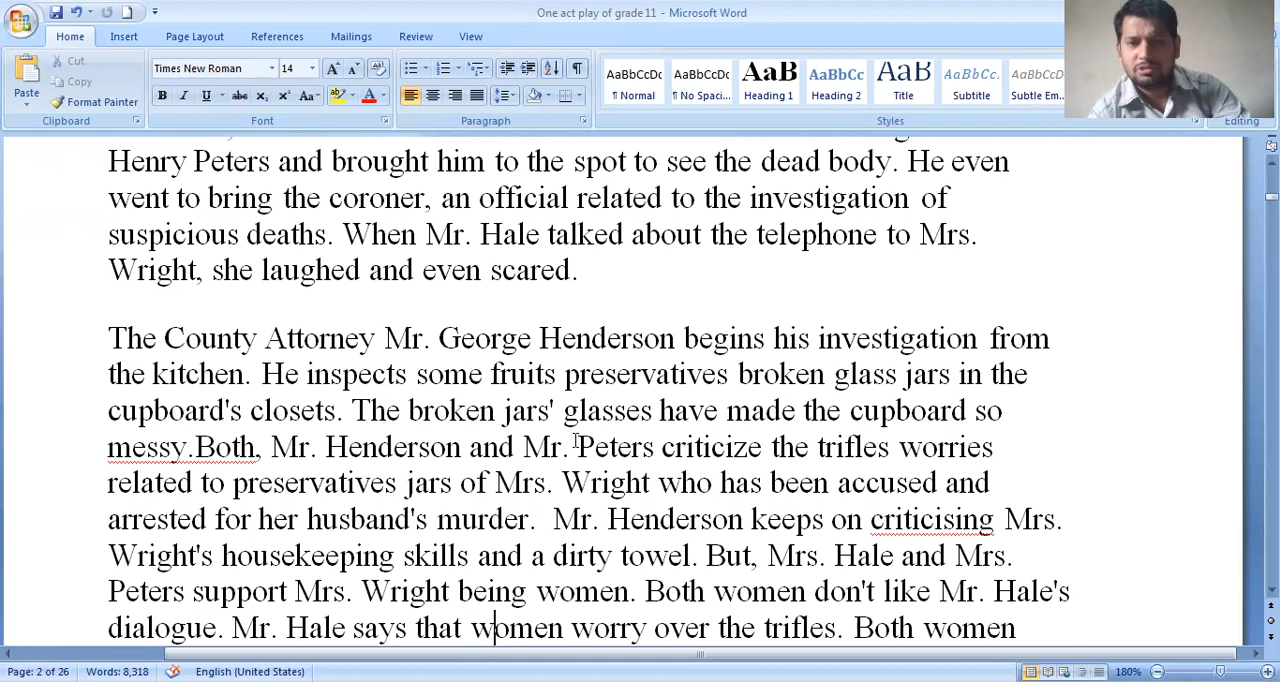 One act play of grade 11 - Microsoft Word
Home Insert Page Layout References Mailings Review View
Paste
Cut
Copy
Format Painter
Times New Roman 14
AaBbCcDc AaBbCcDc AaB AaBbCc AaB AaBbCc. AaBbCcDc
¶ Normal ¶ No Spaci... Heading 1 Heading 2 Title Subtitle Subtle Em...
Clipboard Font Paragraph Styles Editing
Henry Peters and brought him to the spot to see the dead body. He even
went to bring the coroner, an official related to the investigation of
suspicious deaths. When Mr. Hale talked about the telephone to Mrs.
Wright, she laughed and even scared.
The County Attorney Mr. George Henderson begins his investigation from
the kitchen. He inspects some fruits preservatives broken glass jars in the
cupboard's closets. The broken jars' glasses have made the cupboard so
messy.Both, Mr. Henderson and Mr. Peters criticize the trifles worries
related to preservatives jars of Mrs. Wright who has been accused and
arrested for her husband's murder.  Mr. Henderson keeps on criticising Mrs.
Wright's housekeeping skills and a dirty towel. But, Mrs. Hale and Mrs.
Peters support Mrs. Wright being women. Both women don't like Mr. Hale's
dialogue. Mr. Hale says that women worry over the trifles. Both women
Page: 2 of 26 Words: 8,318 English (United States) 180%